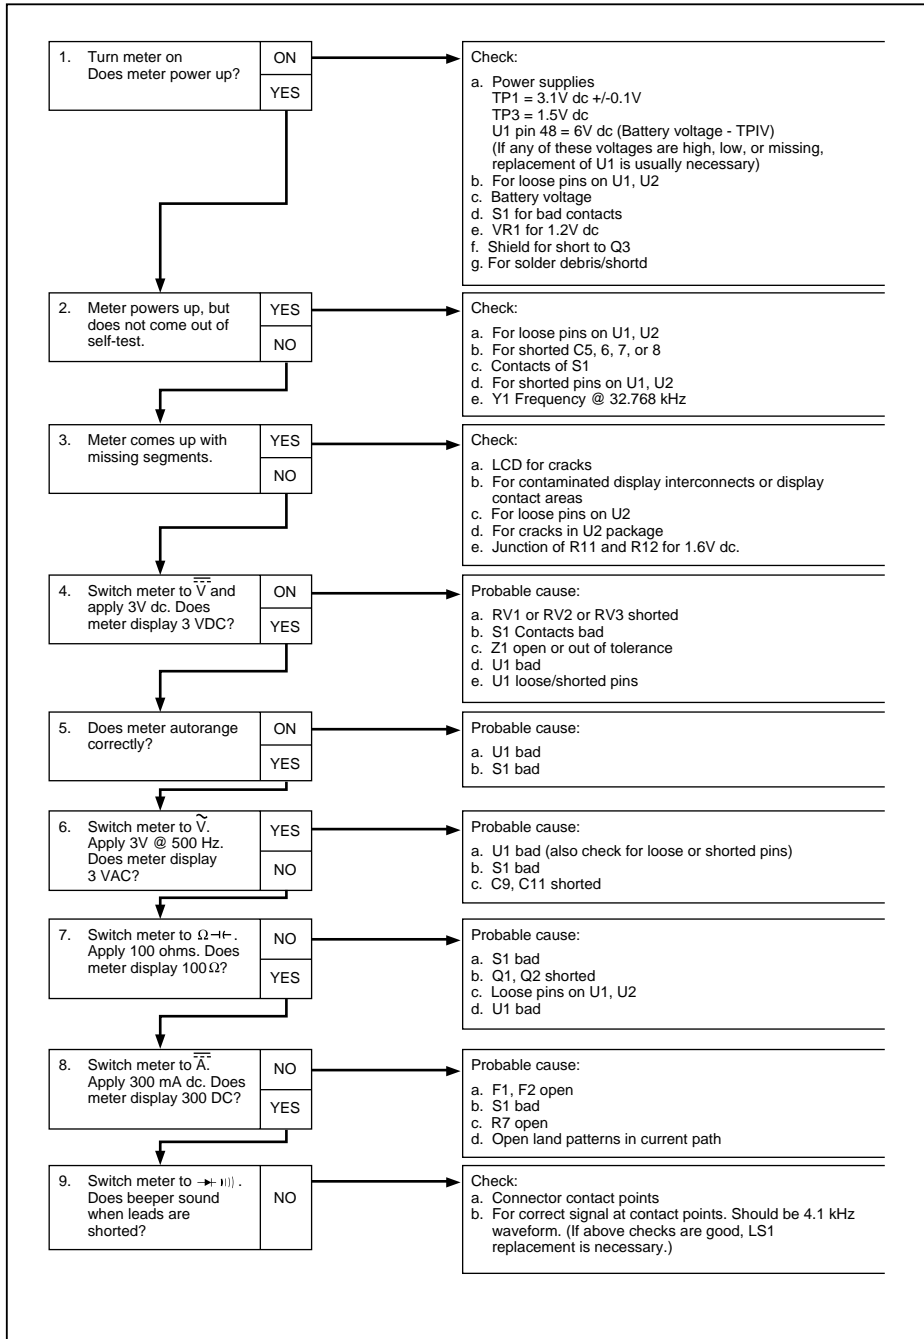 1. Turn meter on
Does meter power up?
ON
YES
Check:
a. Power supplies
TP1 = 3.1V dc +/-0.1V
TP3 = 1.5V dc
U1 pin 48 = 6V dc (Battery voltage - TPIV)
(If any of these voltages are high, low, or missing,
replacement of U1 is usually necessary)
b. For loose pins on U1, U2
c. Battery voltage
d. S1 for bad contacts
e. VR1 for 1.2V dc
f. Shield for short to Q3
g. For solder debris/shortd
2. Meter powers up, but
does not come out of
self-test.
YES
NO
Check:
a. For loose pins on U1, U2
b. For shorted C5, 6, 7, or 8
c. Contacts of S1
d. For shorted pins on U1, U2
e. Y1 Frequency @ 32.768 kHz
3. Meter comes up with
missing segments.
YES
NO
Check:
a. LCD for cracks
b. For contaminated display interconnects or display
contact areas
c. For loose pins on U2
d. For cracks in U2 package
e. Junction of R11 and R12 for 1.6V dc.
4. Switch meter to V and
apply 3V dc. Does
meter display 3 VDC?
ON
YES
Probable cause:
a. RV1 or RV2 or RV3 shorted
b. S1 Contacts bad
c. Z1 open or out of tolerance
d. U1 bad
e. U1 loose/shorted pins
5. Does meter autorange
correctly?
ON
YES
Probable cause:
a. U1 bad
b. S1 bad
6. Switch meter to Ṽ.
Apply 3V @ 500 Hz.
Does meter display
3 VAC?
YES
NO
Probable cause:
a. U1 bad (also check for loose or shorted pins)
b. S1 bad
c. C9, C11 shorted
7. Switch meter to Ω⊣⊢.
Apply 100 ohms. Does
meter display 100Ω?
NO
YES
Probable cause:
a. S1 bad
b. Q1, Q2 shorted
c. Loose pins on U1, U2
d. U1 bad
8. Switch meter to A.
Apply 300 mA dc. Does
meter display 300 DC?
NO
YES
Probable cause:
a. F1, F2 open
b. S1 bad
c. R7 open
d. Open land patterns in current path
9. Switch meter to .
Does beeper sound
when leads are
shorted?
NO
Check:
a. Connector contact points
b. For correct signal at contact points. Should be 4.1 kHz
waveform. (If above checks are good, LS1
replacement is necessary.)